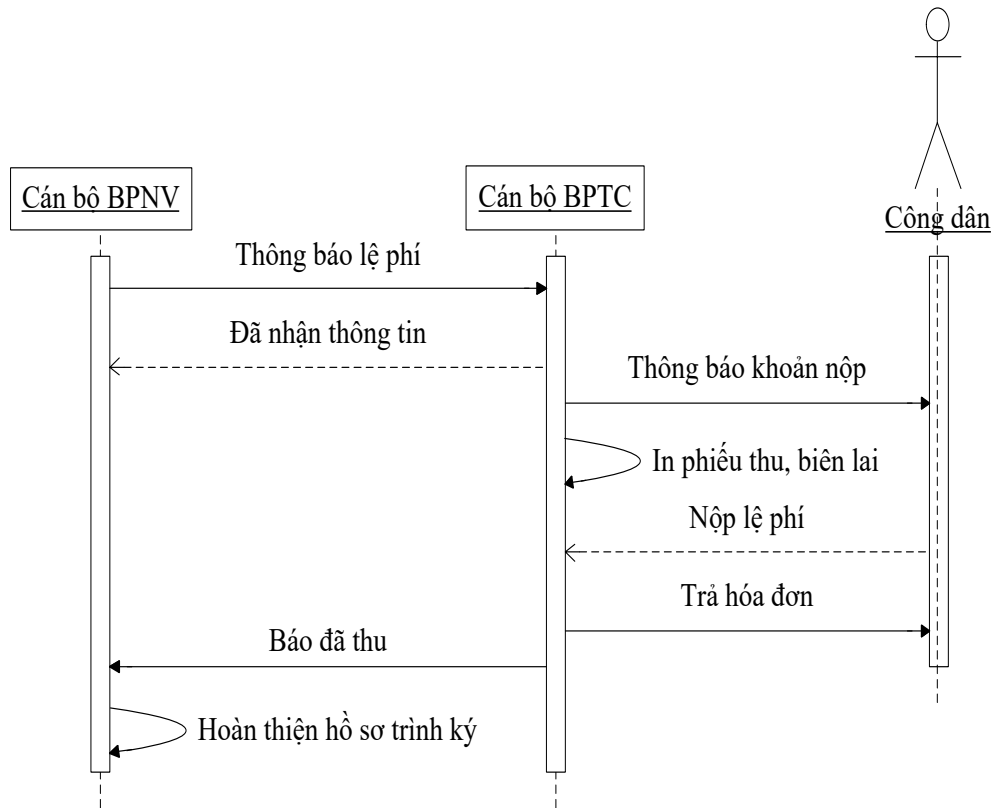 Cán bộ BPNV
Cán bộ BPTC
Công dân
Thông báo lệ phí
Đã nhận thông tin
Thông báo khoản nộp
In phiếu thu, biên lai
Nộp lệ phí
Trả hóa đơn
Báo đã thu
Hoàn thiện hồ sơ trình ký